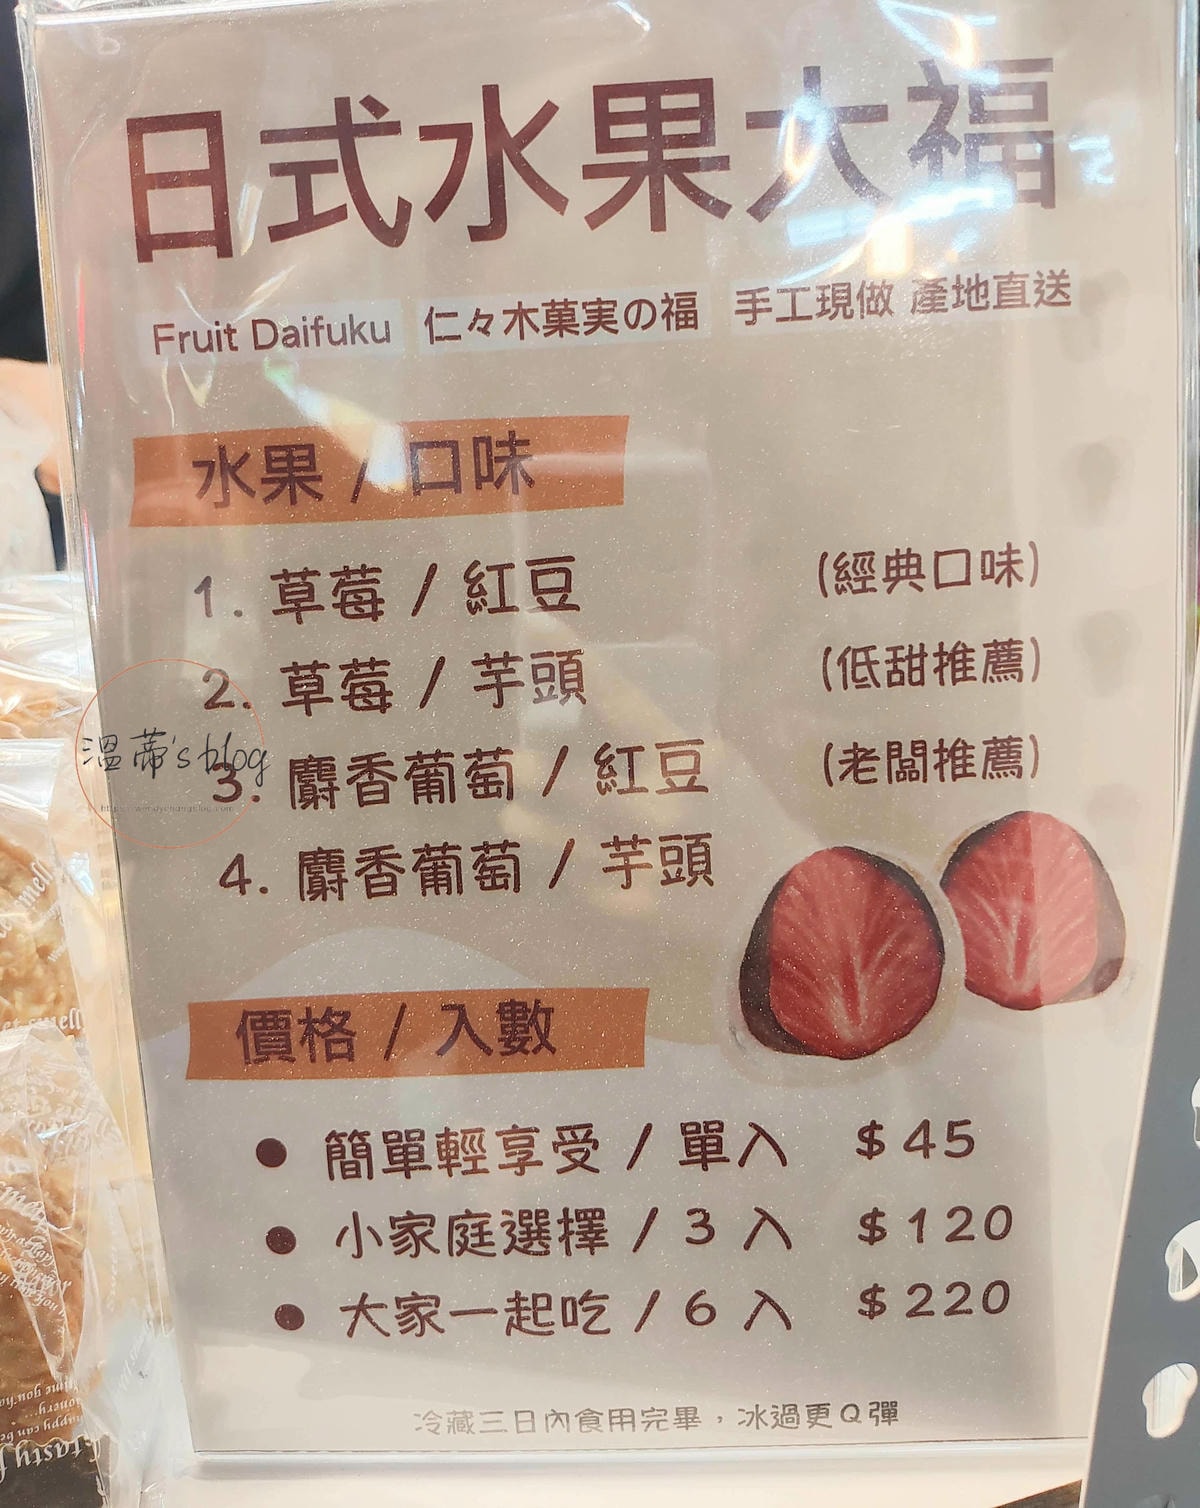 日式水果大福
Fruit Daifuku 仁々木菓実の福 手工現做 產地直送
水果 / 口味
1. 草莓 / 紅豆 (經典口味)
2. 草莓 / 芋頭 (低甜推薦)
溫蒂's blog
3. 麝香葡萄 / 紅豆 (老闆推薦)
4. 麝香葡萄 / 芋頭
價格 / 入數
● 簡單輕享受 / 單入 $45
● 小家庭選擇 / 3 入 $120
● 大家一起吃 / 6 入 $220
冷藏三日內食用完畢，冰過更Q彈